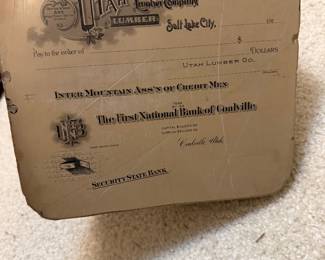 UTAH Lumber Company
LUMBER
Salt Lake City, 191
$
Pay to the order of DOLLARS
UTAH LUMBER CO.
INTER MOUNTAIN ASS'N OF CREDIT MEN
The First National Bank of Coalville
Coalville, Utah,
SECURITY STATE BANK